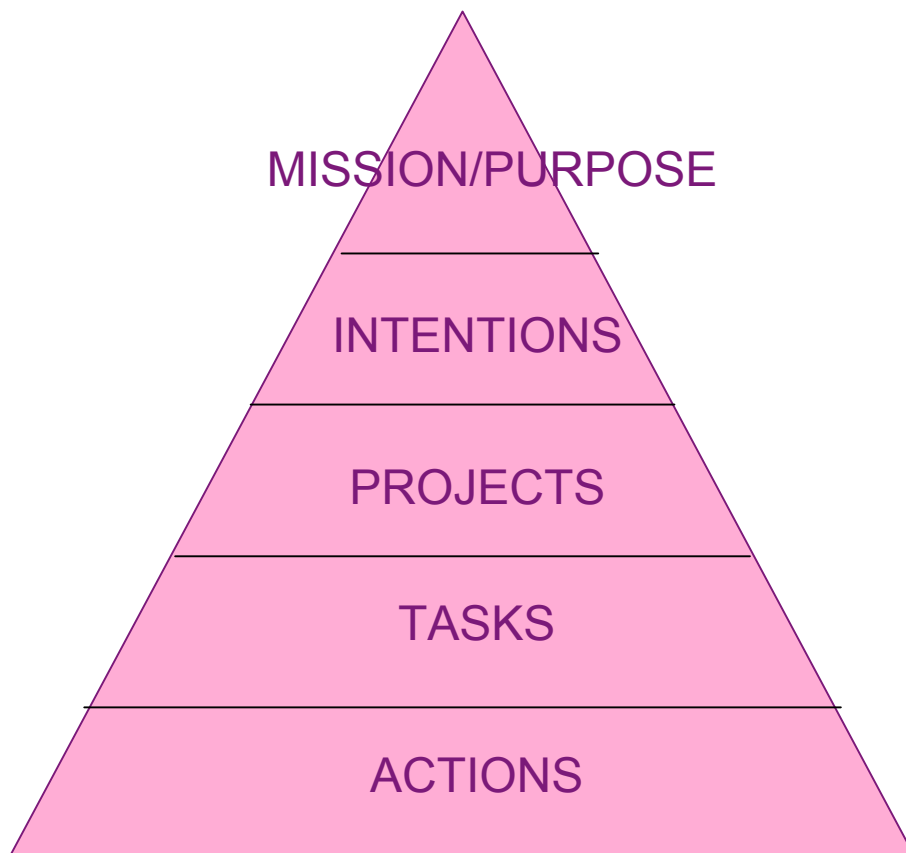 MISSION/PURPOSE
INTENTIONS
PROJECTS
TASKS
ACTIONS